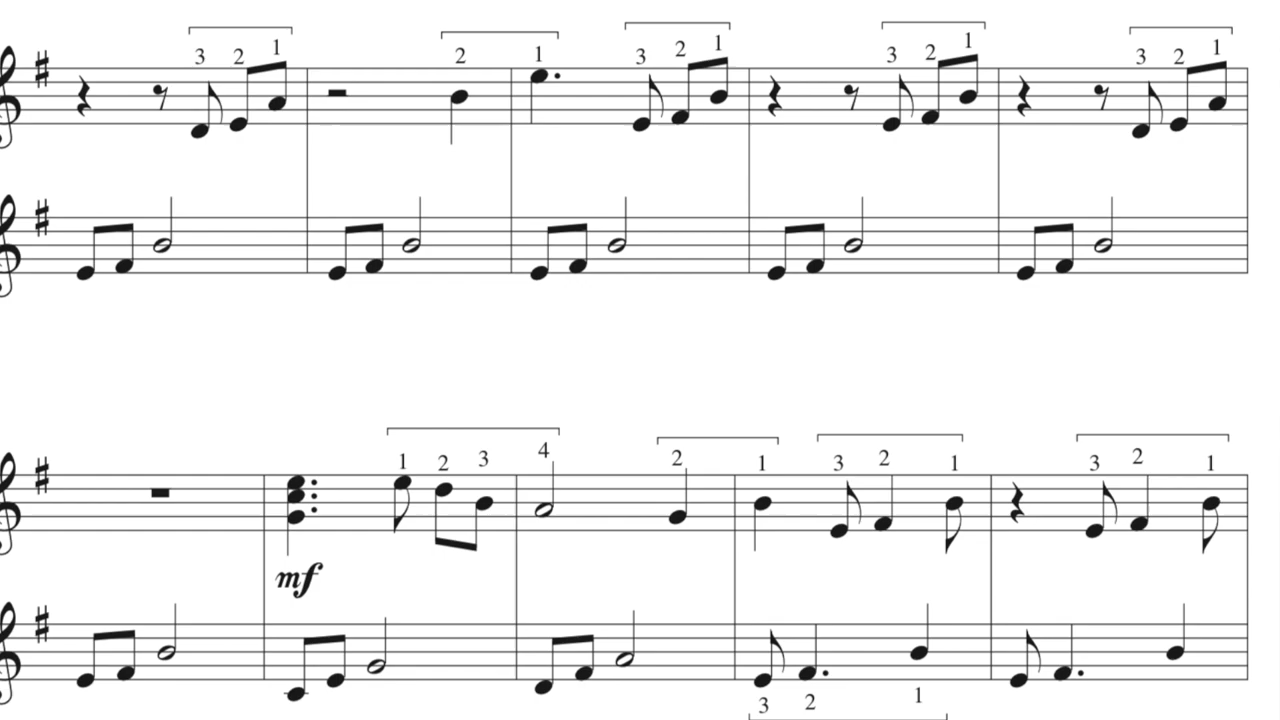 3 2 1 2 1 3 2 1 3 2 1 3 2 1
1 2 3 4 2 1 3 2 1 3 2 1
mf
3 2 1